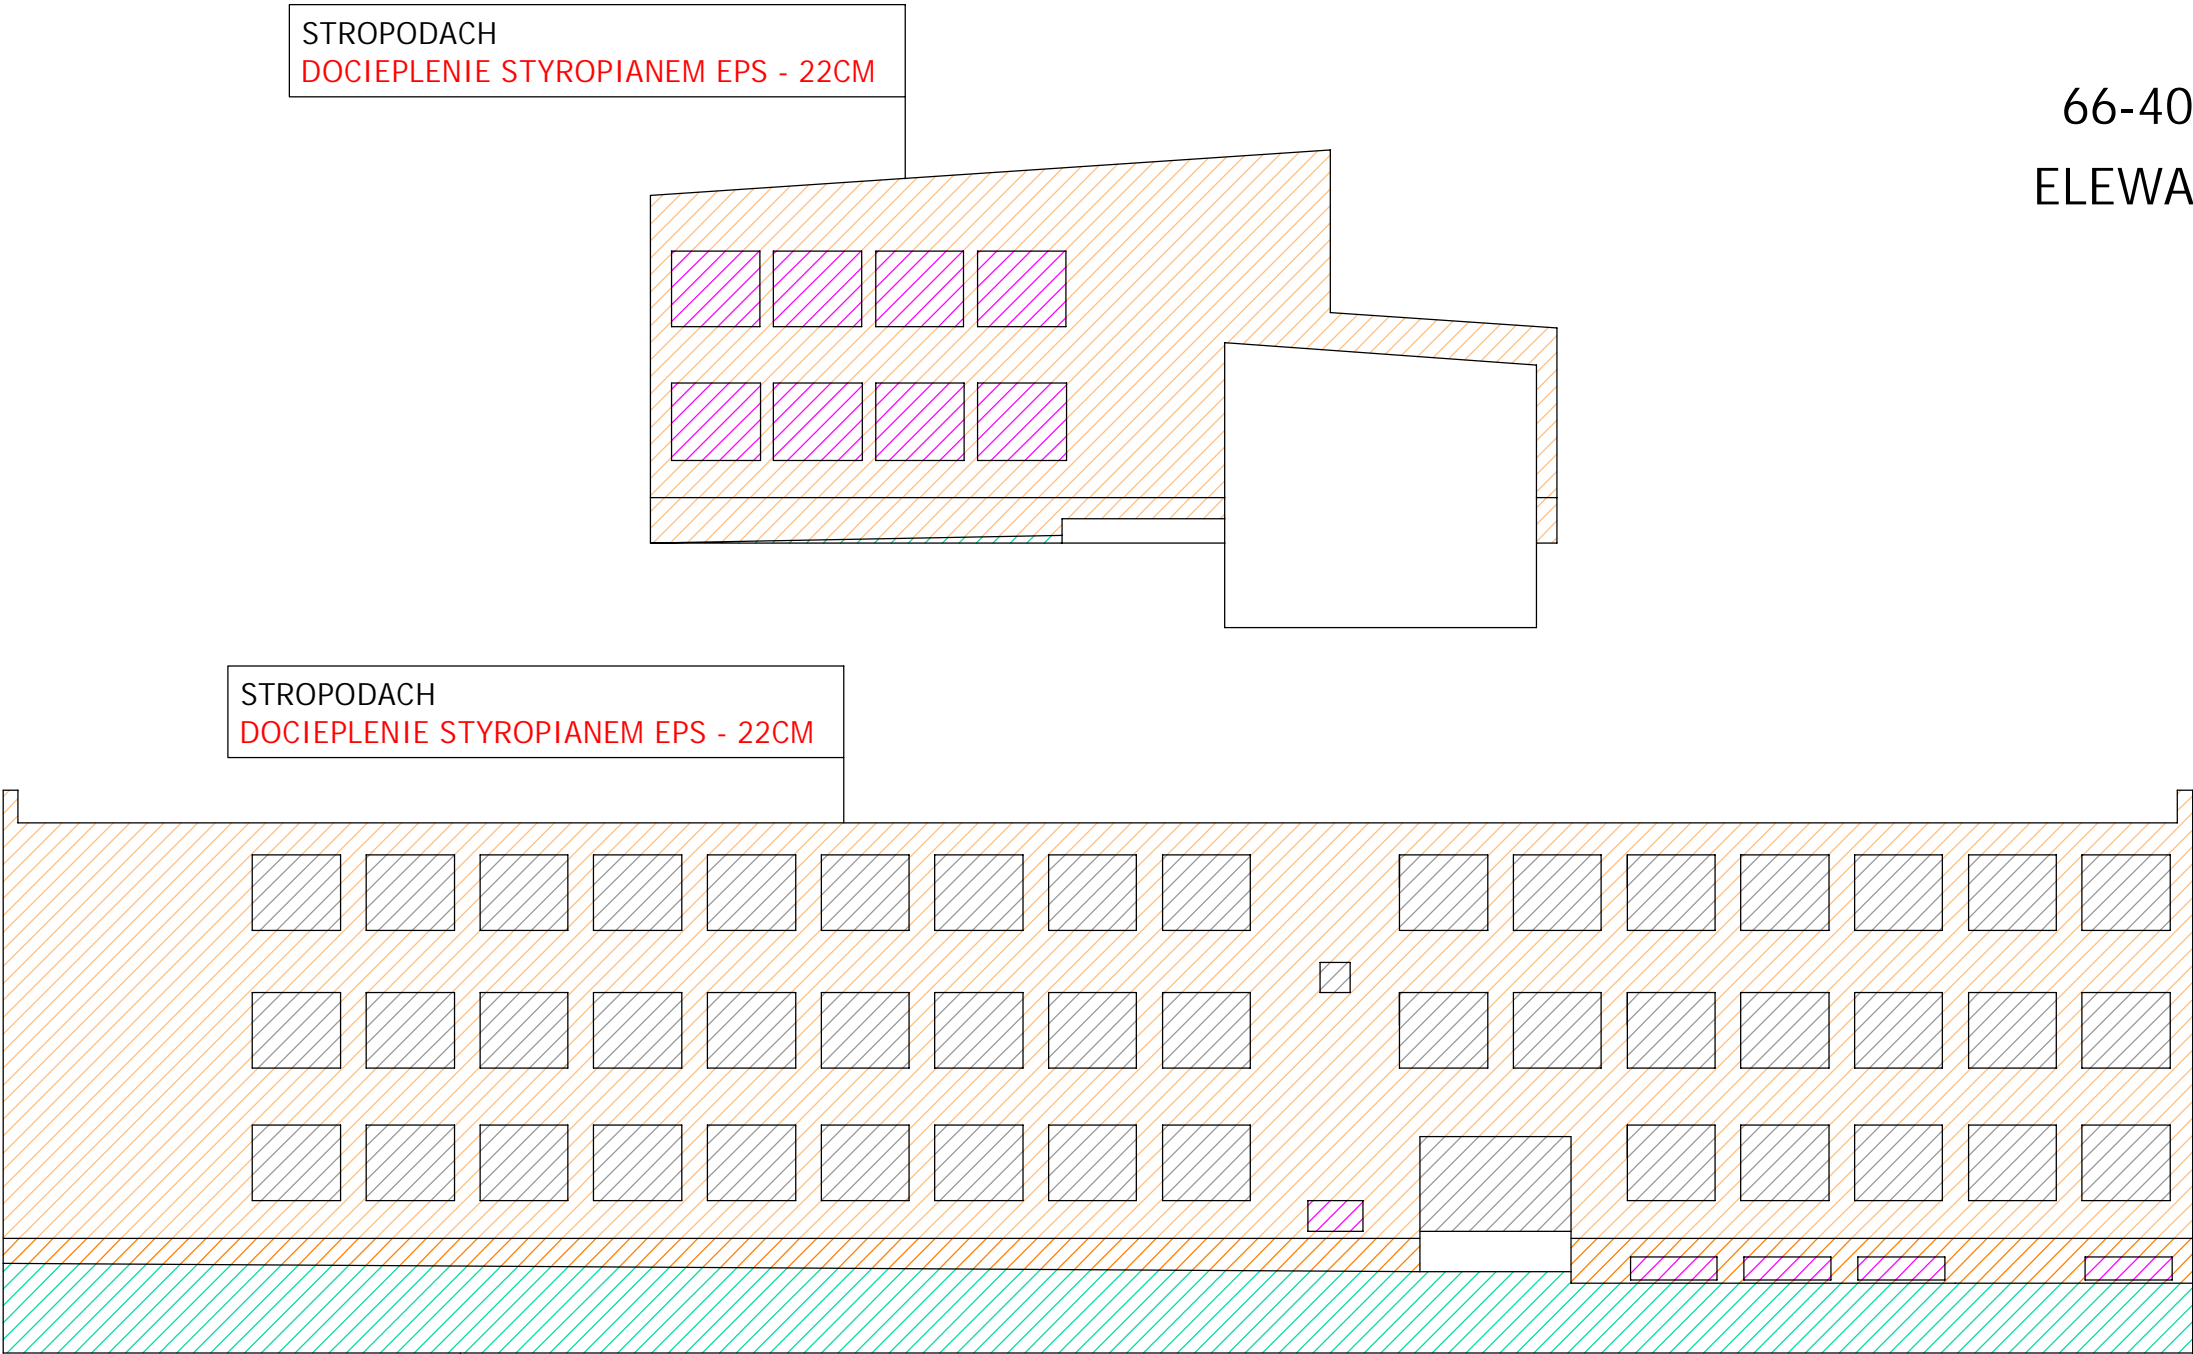 STROPODACH
DOCIEPLENIE STYROPIANEM EPS - 22CM
66-40
ELEWA
STROPODACH
DOCIEPLENIE STYROPIANEM EPS - 22CM